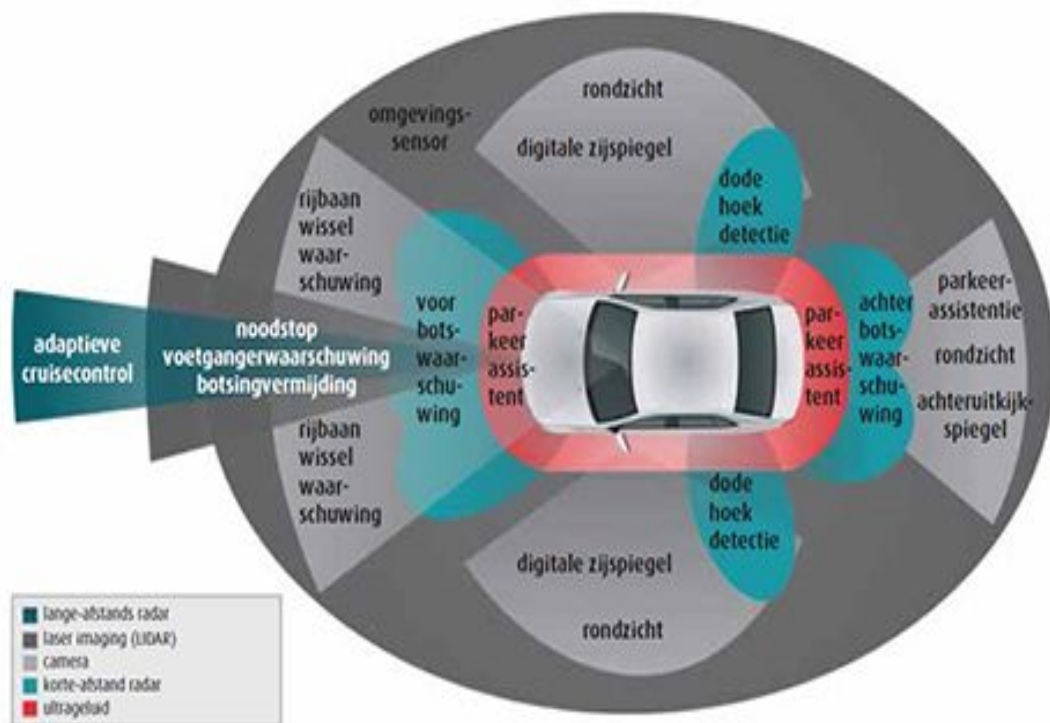 rondzicht
omgevings-
sensor
digitale zijspiegel
dode
hoek
detectie
rijbaan
wissel
waar-
schuwing
adaptieve
cruisecontrol
noodstop
voetgangerwaarschuwing
botsingvermijding
voor
bots-
waar-
schu-
wing
par-
keer
assis-
tent
par-
keer
assis-
tent
achter
bots-
waar-
schu-
wing
parkeer-
assistentie
rondzicht
achteruitkijk-
spiegel
rijbaan
wissel
waar-
schuwing
dode
hoek
detectie
digitale zijspiegel
rondzicht
lange-afstands radar
laser imaging (LIDAR)
camera
korte-afstand radar
ultrageluid